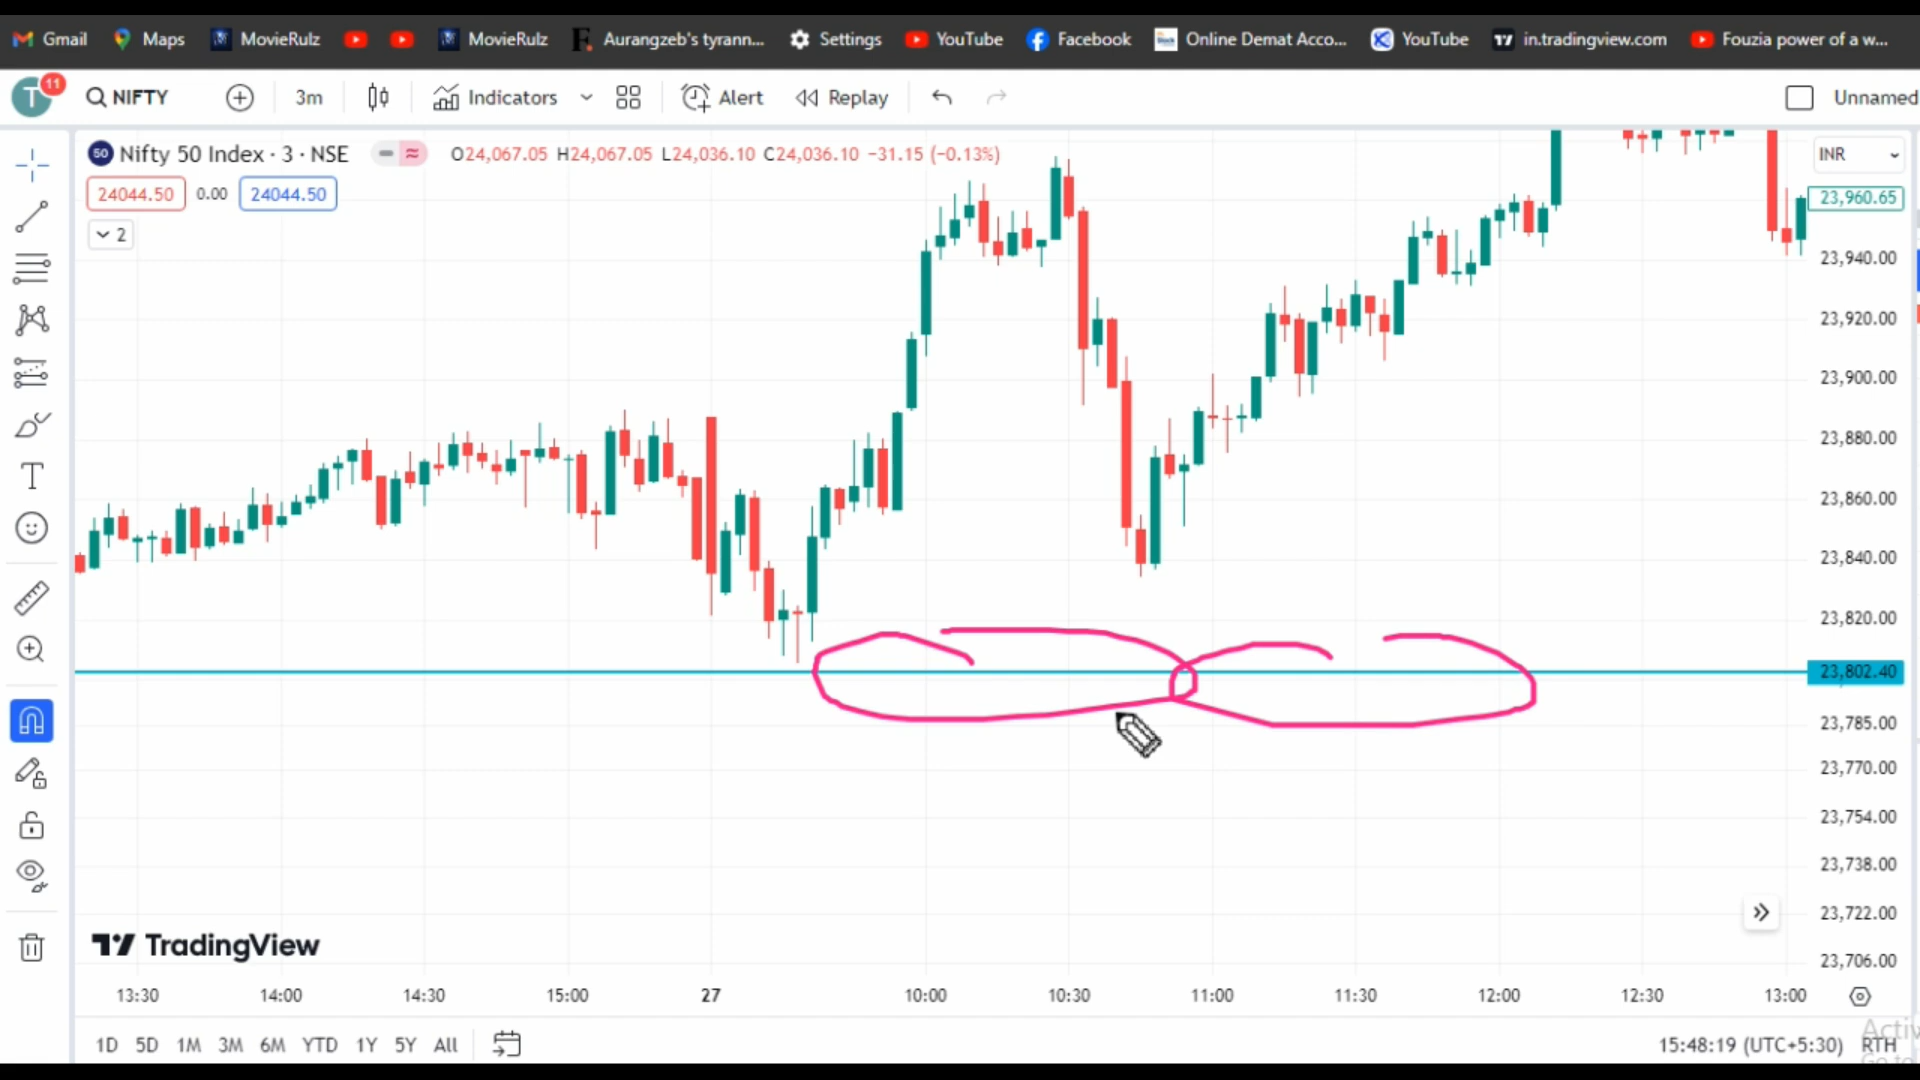 Gmail Maps MovieRulz MovieRulz Aurangzeb's tyrann... Settings YouTube Facebook Online Demat Acco... YouTube in.tradingview.com Fouzia power of a w...
T 11 NIFTY 3m Indicators Alert Replay Unnamed
50 Nifty 50 Index · 3 · NSE O24,067.05 H24,067.05 L24,036.10 C24,036.10 −31.15 (−0.13%) INR
24044.50 0.00 24044.50
23,960.65
2
23,940.00
23,920.00
23,900.00
23,880.00
23,860.00
23,840.00
23,820.00
23,802.40
23,785.00
23,770.00
23,754.00
23,738.00
23,722.00
TradingView
23,706.00
13:30 14:00 14:30 15:00 27 10:00 10:30 11:00 11:30 12:00 12:30 13:00
1D 5D 1M 3M 6M YTD 1Y 5Y All 15:48:19 (UTC+5:30) RTH